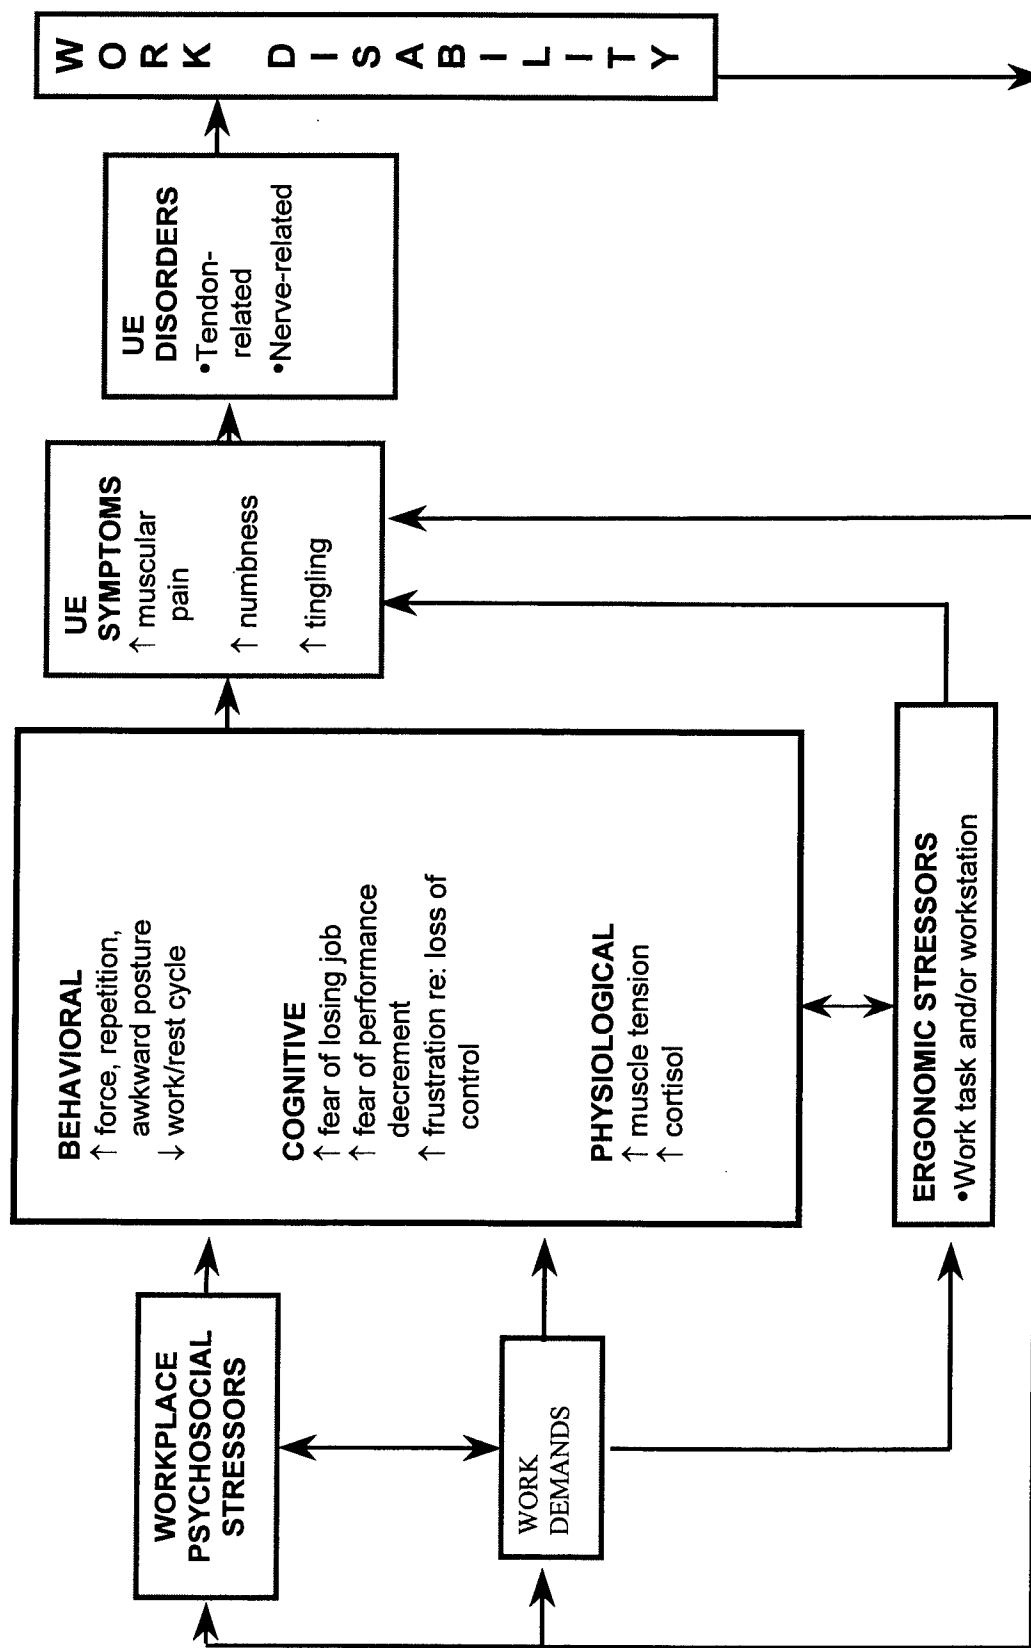 WORKPLACE
PSYCHOSOCIAL
STRESSORS
WORK
DEMANDS
BEHAVIORAL
↑ force, repetition,
awkward posture
↓ work/rest cycle
COGNITIVE
↑ fear of losing job
↑ fear of performance
decrement
↑ frustration re: loss of
control
PHYSIOLOGICAL
↑ muscle tension
↑ cortisol
ERGONOMIC STRESSORS
•Work task and/or workstation
UE
SYMPTOMS
↑ muscular
pain
↑ numbness
↑ tingling
UE
DISORDERS
•Tendon-
related
•Nerve-related
W
O
R
K
D
I
S
A
B
I
L
I
T
Y